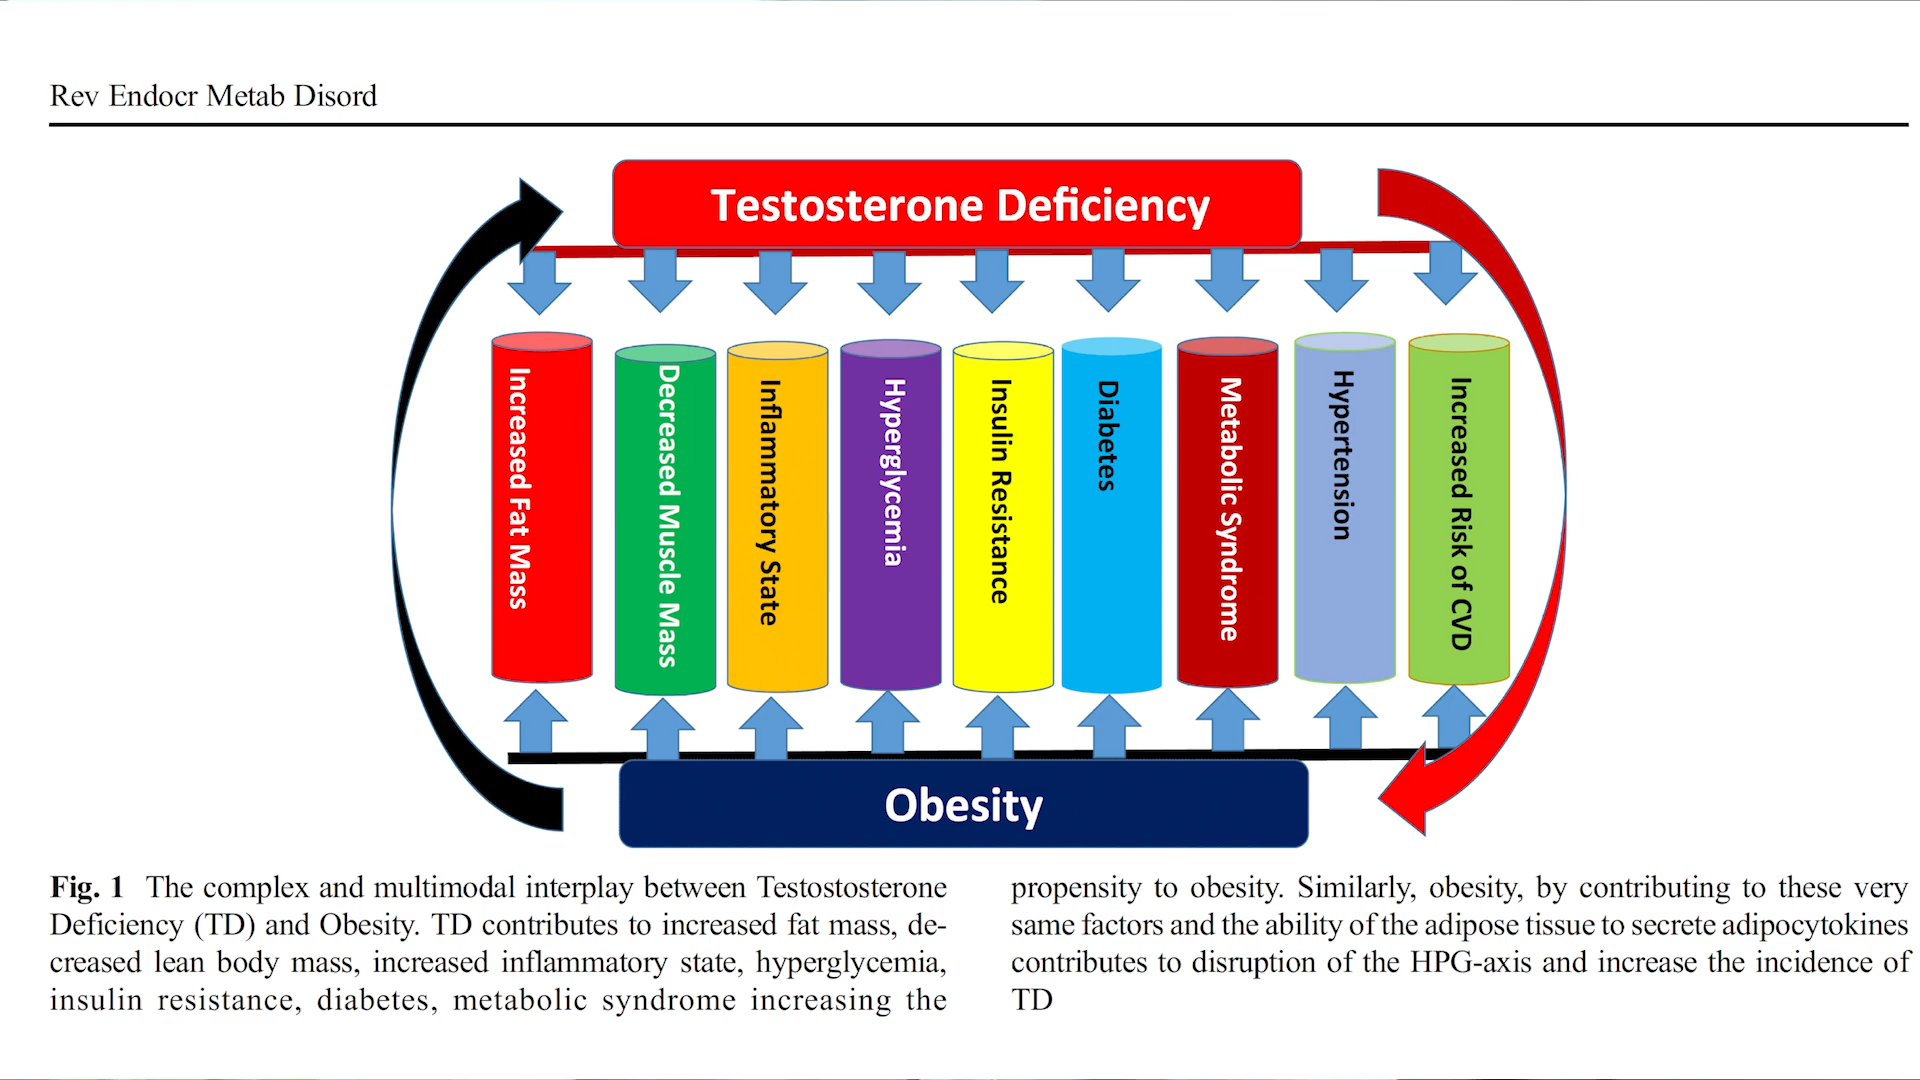 Rev Endocr Metab Disord
Testosterone Deficiency
Increased Fat Mass
Decreased Muscle Mass
Inflammatory State
Hyperglycemia
Insulin Resistance
Diabetes
Metabolic Syndrome
Hypertension
Increased Risk of CVD
Obesity
Fig. 1 The complex and multimodal interplay between Testostosterone
Deficiency (TD) and Obesity. TD contributes to increased fat mass, de-
creased lean body mass, increased inflammatory state, hyperglycemia,
insulin resistance, diabetes, metabolic syndrome increasing the
propensity to obesity. Similarly, obesity, by contributing to these very
same factors and the ability of the adipose tissue to secrete adipocytokines
contributes to disruption of the HPG-axis and increase the incidence of
TD